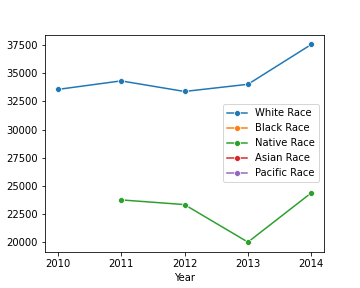 37500
35000
32500
30000
27500
25000
22500
20000
White Race
Black Race
Native Race
Asian Race
Pacific Race
2010 2011 2012 2013 2014
Year